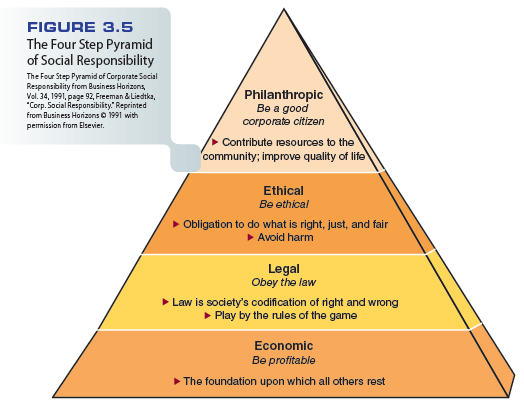 FIGURE 3.5
The Four Step Pyramid
of Social Responsibility
The Four Step Pyramid of Corporate Social
Responsibility from Business Horizons,
Vol. 34, 1991, page 92, Freeman & Liedtka,
"Corp. Social Responsibility." Reprinted
from Business Horizons © 1991 with
permission from Elsevier.
Philanthropic
Be a good
corporate citizen
▶ Contribute resources to the
community; improve quality of life
Ethical
Be ethical
▶ Obligation to do what is right, just, and fair
▶ Avoid harm
Legal
Obey the law
▶ Law is society's codification of right and wrong
▶ Play by the rules of the game
Economic
Be profitable
▶ The foundation upon which all others rest